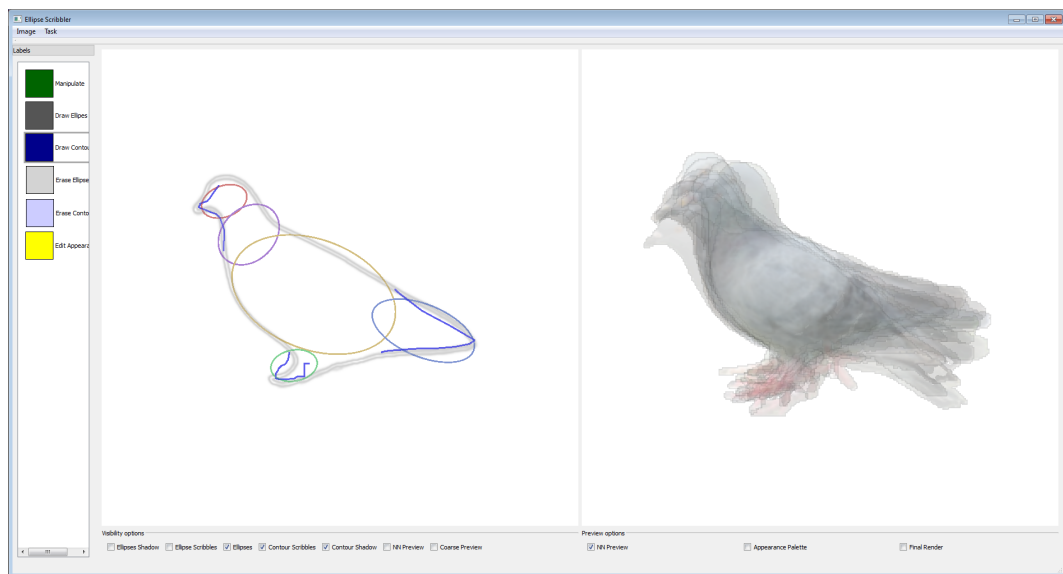 Ellipse Scribbler
Image Task
Labels
Manipulate
Draw Ellipes
Draw Contou
Erase Ellipse
Erase Conto
Edit Appeara
Visibility options
Ellipses Shadow Ellipse Scribbles Ellipses Contour Scribbles Contour Shadow NN Preview Coarse Preview
Preview options
NN Preview Appearance Palette Final Render